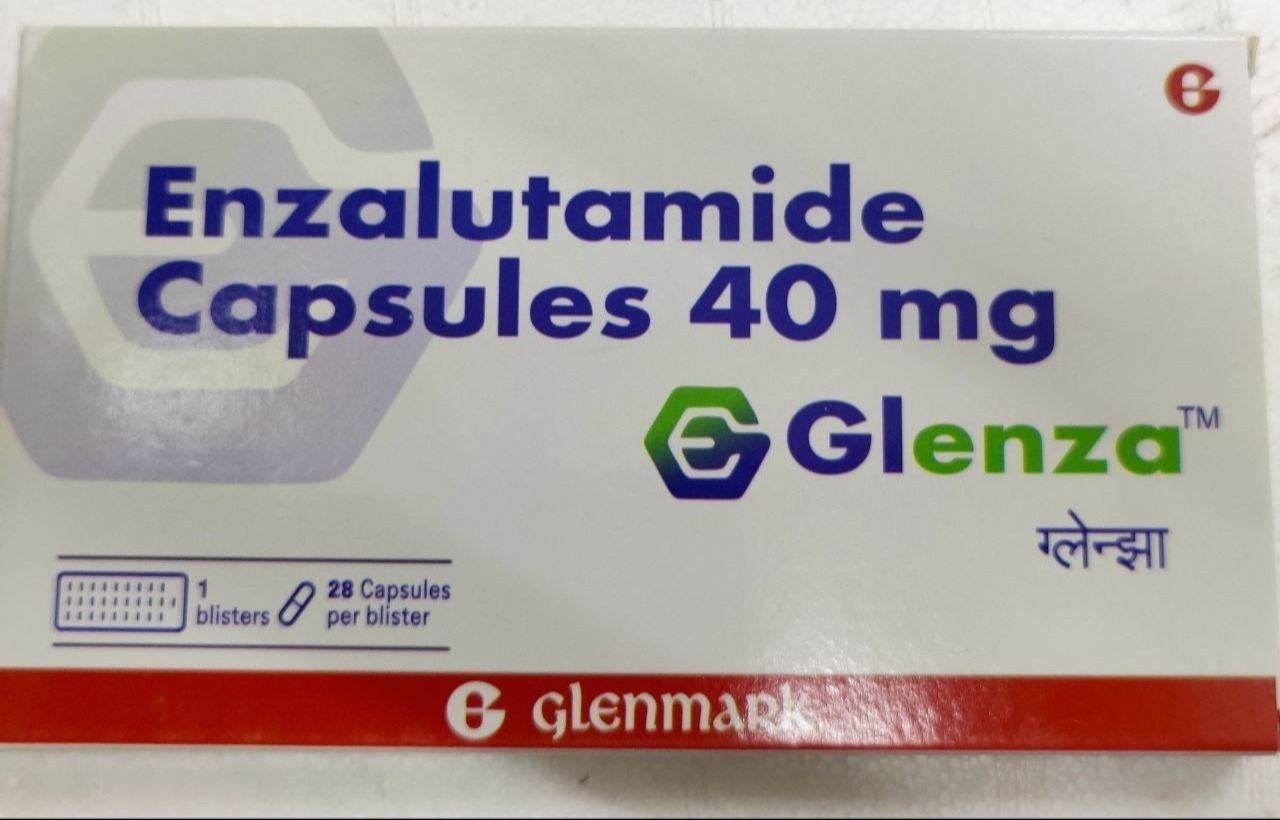 Enzalutamide
Capsules 40 mg
Glenza™
ग्लेन्झा
1
blisters
28 Capsules
per blister
glenmark